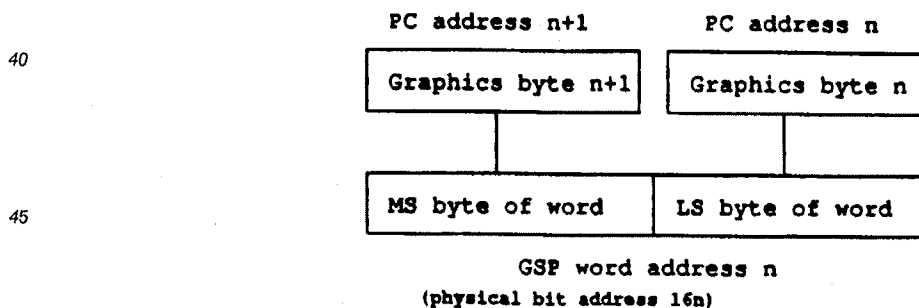 PC address n+1 PC address n
40
Graphics byte n+1 Graphics byte n
MS byte of word LS byte of word
45
GSP word address n
(physical bit address 16n)